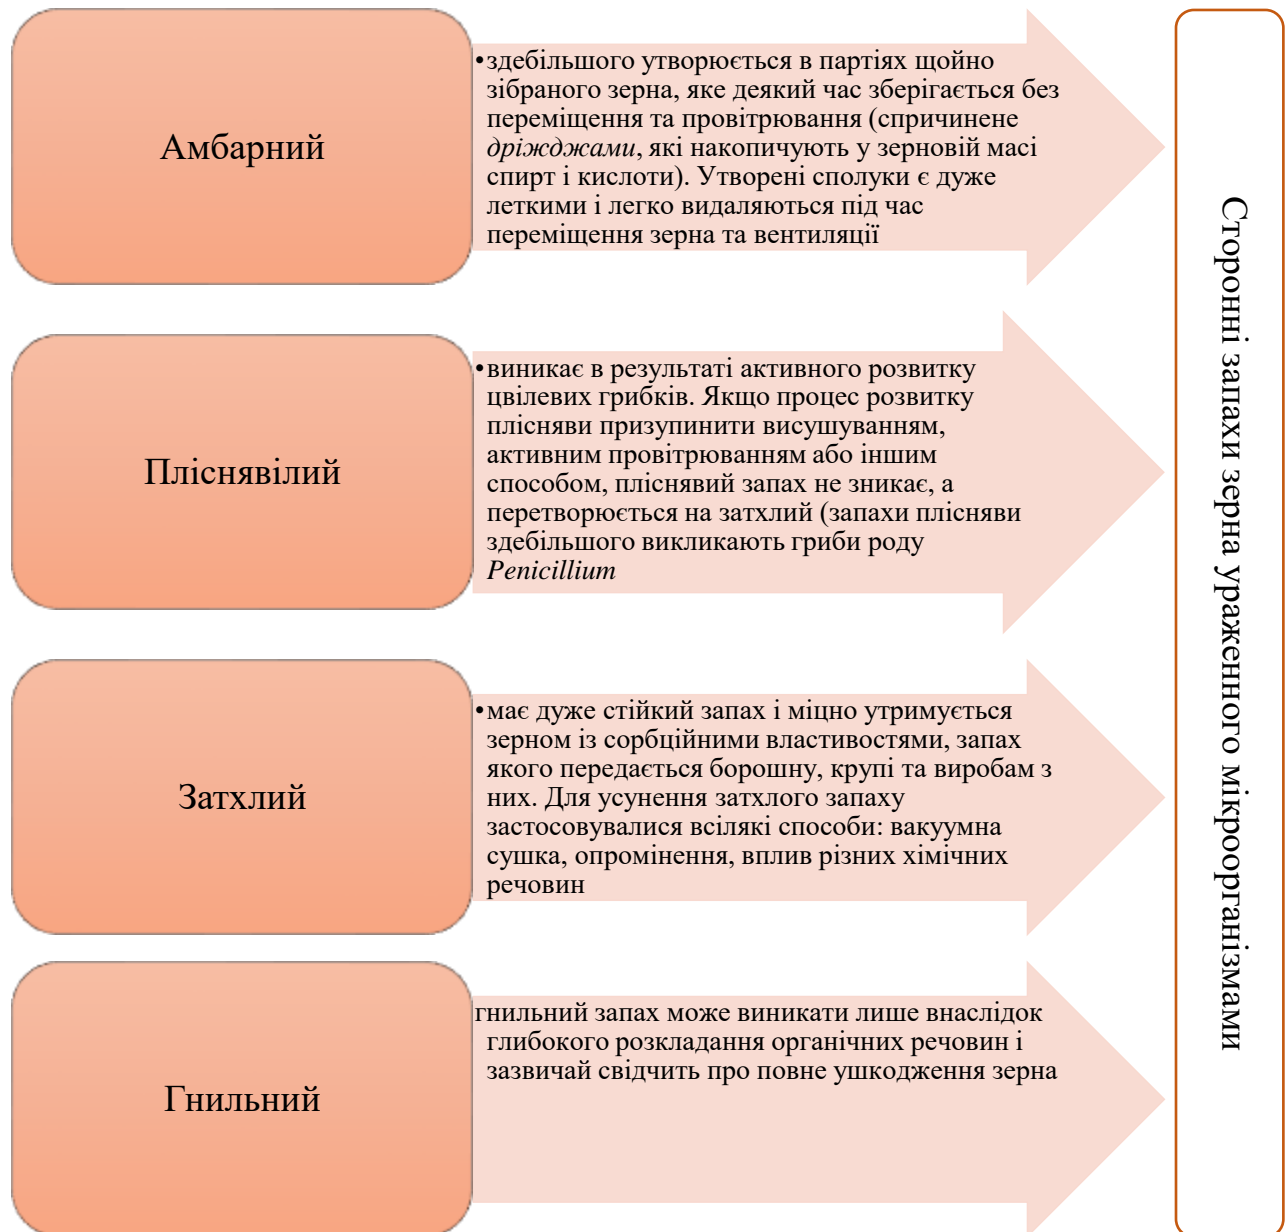 Амбарний
•здебільшого утворюється в партіях щойно
зібраного зерна, яке деякий час зберігається без
переміщення та провітрювання (спричинене
дріжджами, які накопичують у зерновій масі
спирт і кислоти). Утворені сполуки є дуже
леткими і легко видаляються під час
переміщення зерна та вентиляції
Пліснявілий
•виникає в результаті активного розвитку
цвілевих грибків. Якщо процес розвитку
плісняви призупинити висушуванням,
активним провітрюванням або іншим
способом, пліснявий запах не зникає, а
перетворюється на затхлий (запахи плісняви
здебільшого викликають гриби роду
Penicillium
Затхлий
•має дуже стійкий запах і міцно утримується
зерном із сорбційними властивостями, запах
якого передається борошну, крупі та виробам з
них. Для усунення затхлого запаху
застосовувалися всілякі способи: вакуумна
сушка, опромінення, вплив різних хімічних
речовин
Гнильний
гнильний запах може виникати лише внаслідок
глибокого розкладання органічних речовин і
зазвичай свідчить про повне ушкодження зерна
Сторонні запахи зерна ураженного мікроорганізмами